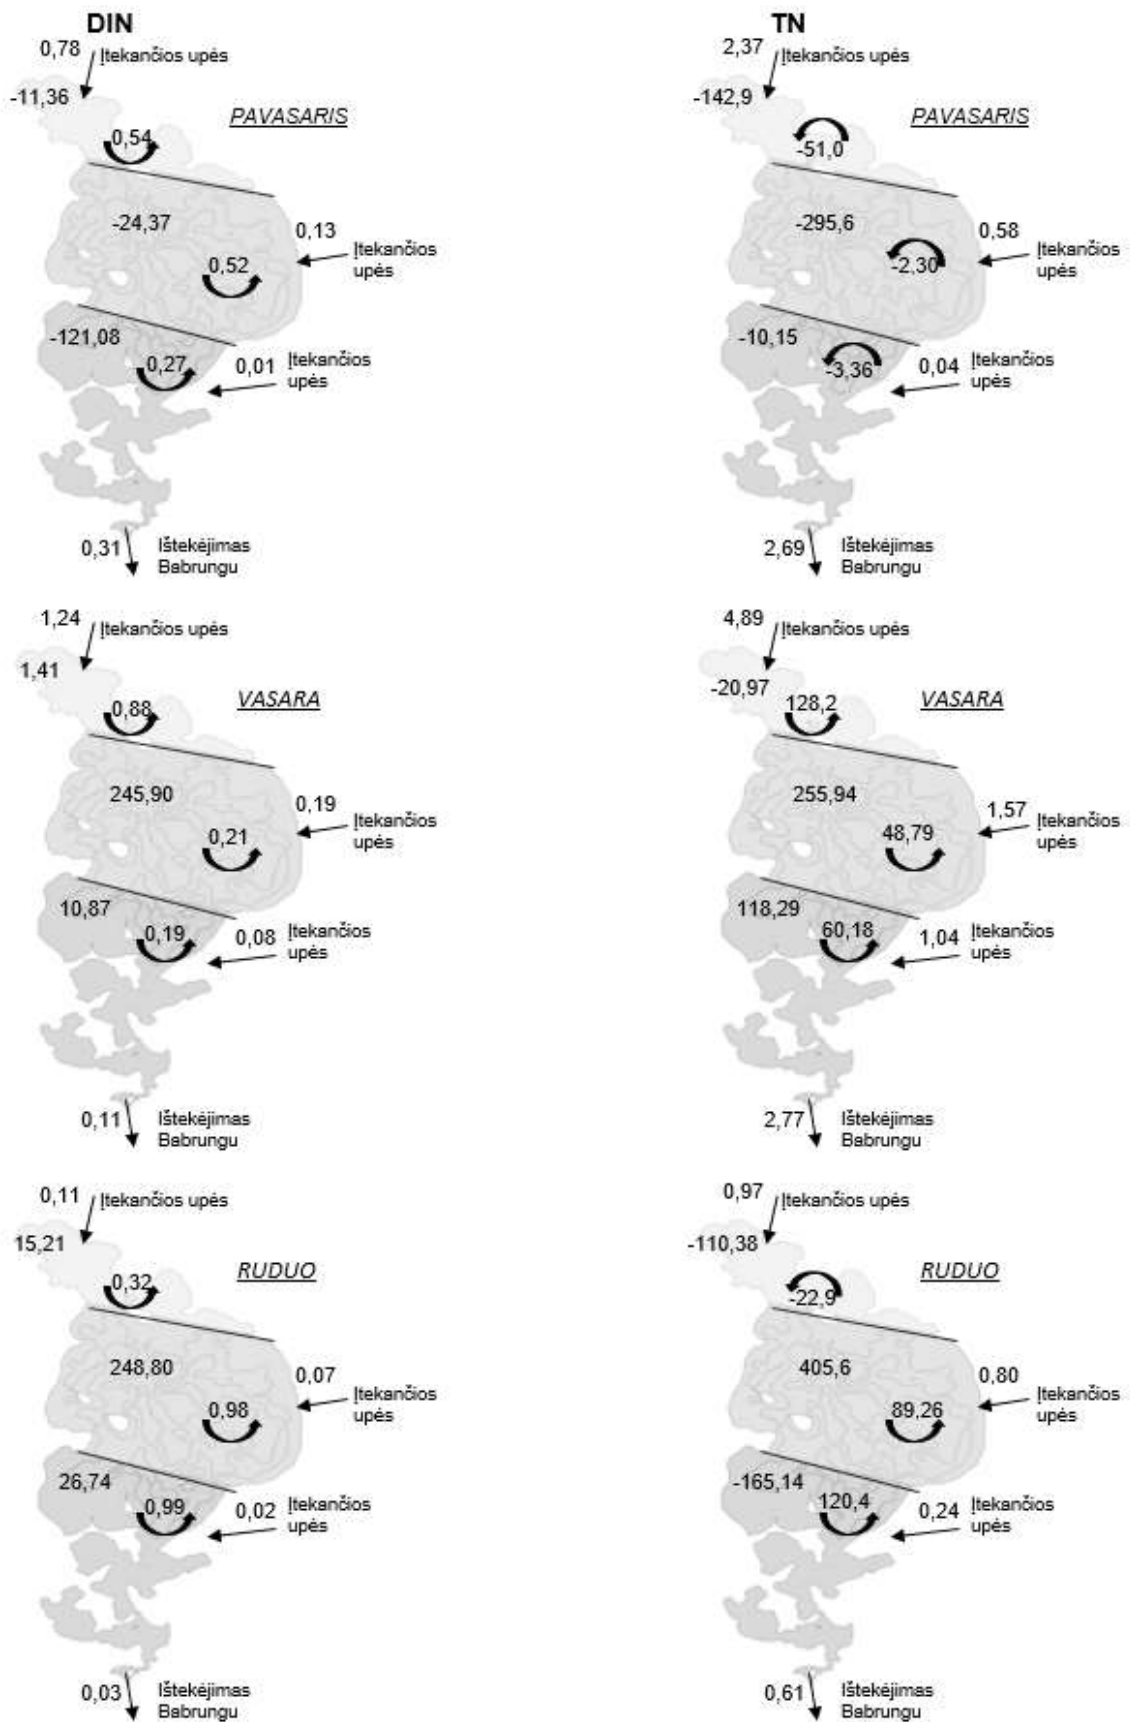 DIN
0,78
Įtekančios upės
-11,36
PAVASARIS
0,54
-24,37
0,13
Įtekančios
upės
0,52
-121,08
0,27
0,01
Įtekančios
upės
0,31
Ištekėjimas
Babrungu
TN
2,37
Įtekančios upės
-142,9
PAVASARIS
-51,0
-295,6
0,58
Įtekančios
upės
-2,30
-10,15
-3,36
0,04
Įtekančios
upės
2,69
Ištekėjimas
Babrungu
1,24
Įtekančios upės
1,41
VASARA
0,88
245,90
0,19
Įtekančios
upės
0,21
10,87
0,19
0,08
Įtekančios
upės
0,11
Ištekėjimas
Babrungu
4,89
Įtekančios upės
-20,97
VASARA
128,2
255,94
1,57
Įtekančios
upės
48,79
118,29
60,18
1,04
Įtekančios
upės
2,77
Ištekėjimas
Babrungu
0,11
Įtekančios upės
15,21
RUDUO
0,32
248,80
0,07
Įtekančios
upės
0,98
26,74
0,99
0,02
Įtekančios
upės
0,03
Ištekėjimas
Babrungu
0,97
Įtekančios upės
-110,38
RUDUO
-22,9
405,6
0,80
Įtekančios
upės
89,26
-165,14
120,4
0,24
Įtekančios
upės
0,61
Ištekėjimas
Babrungu